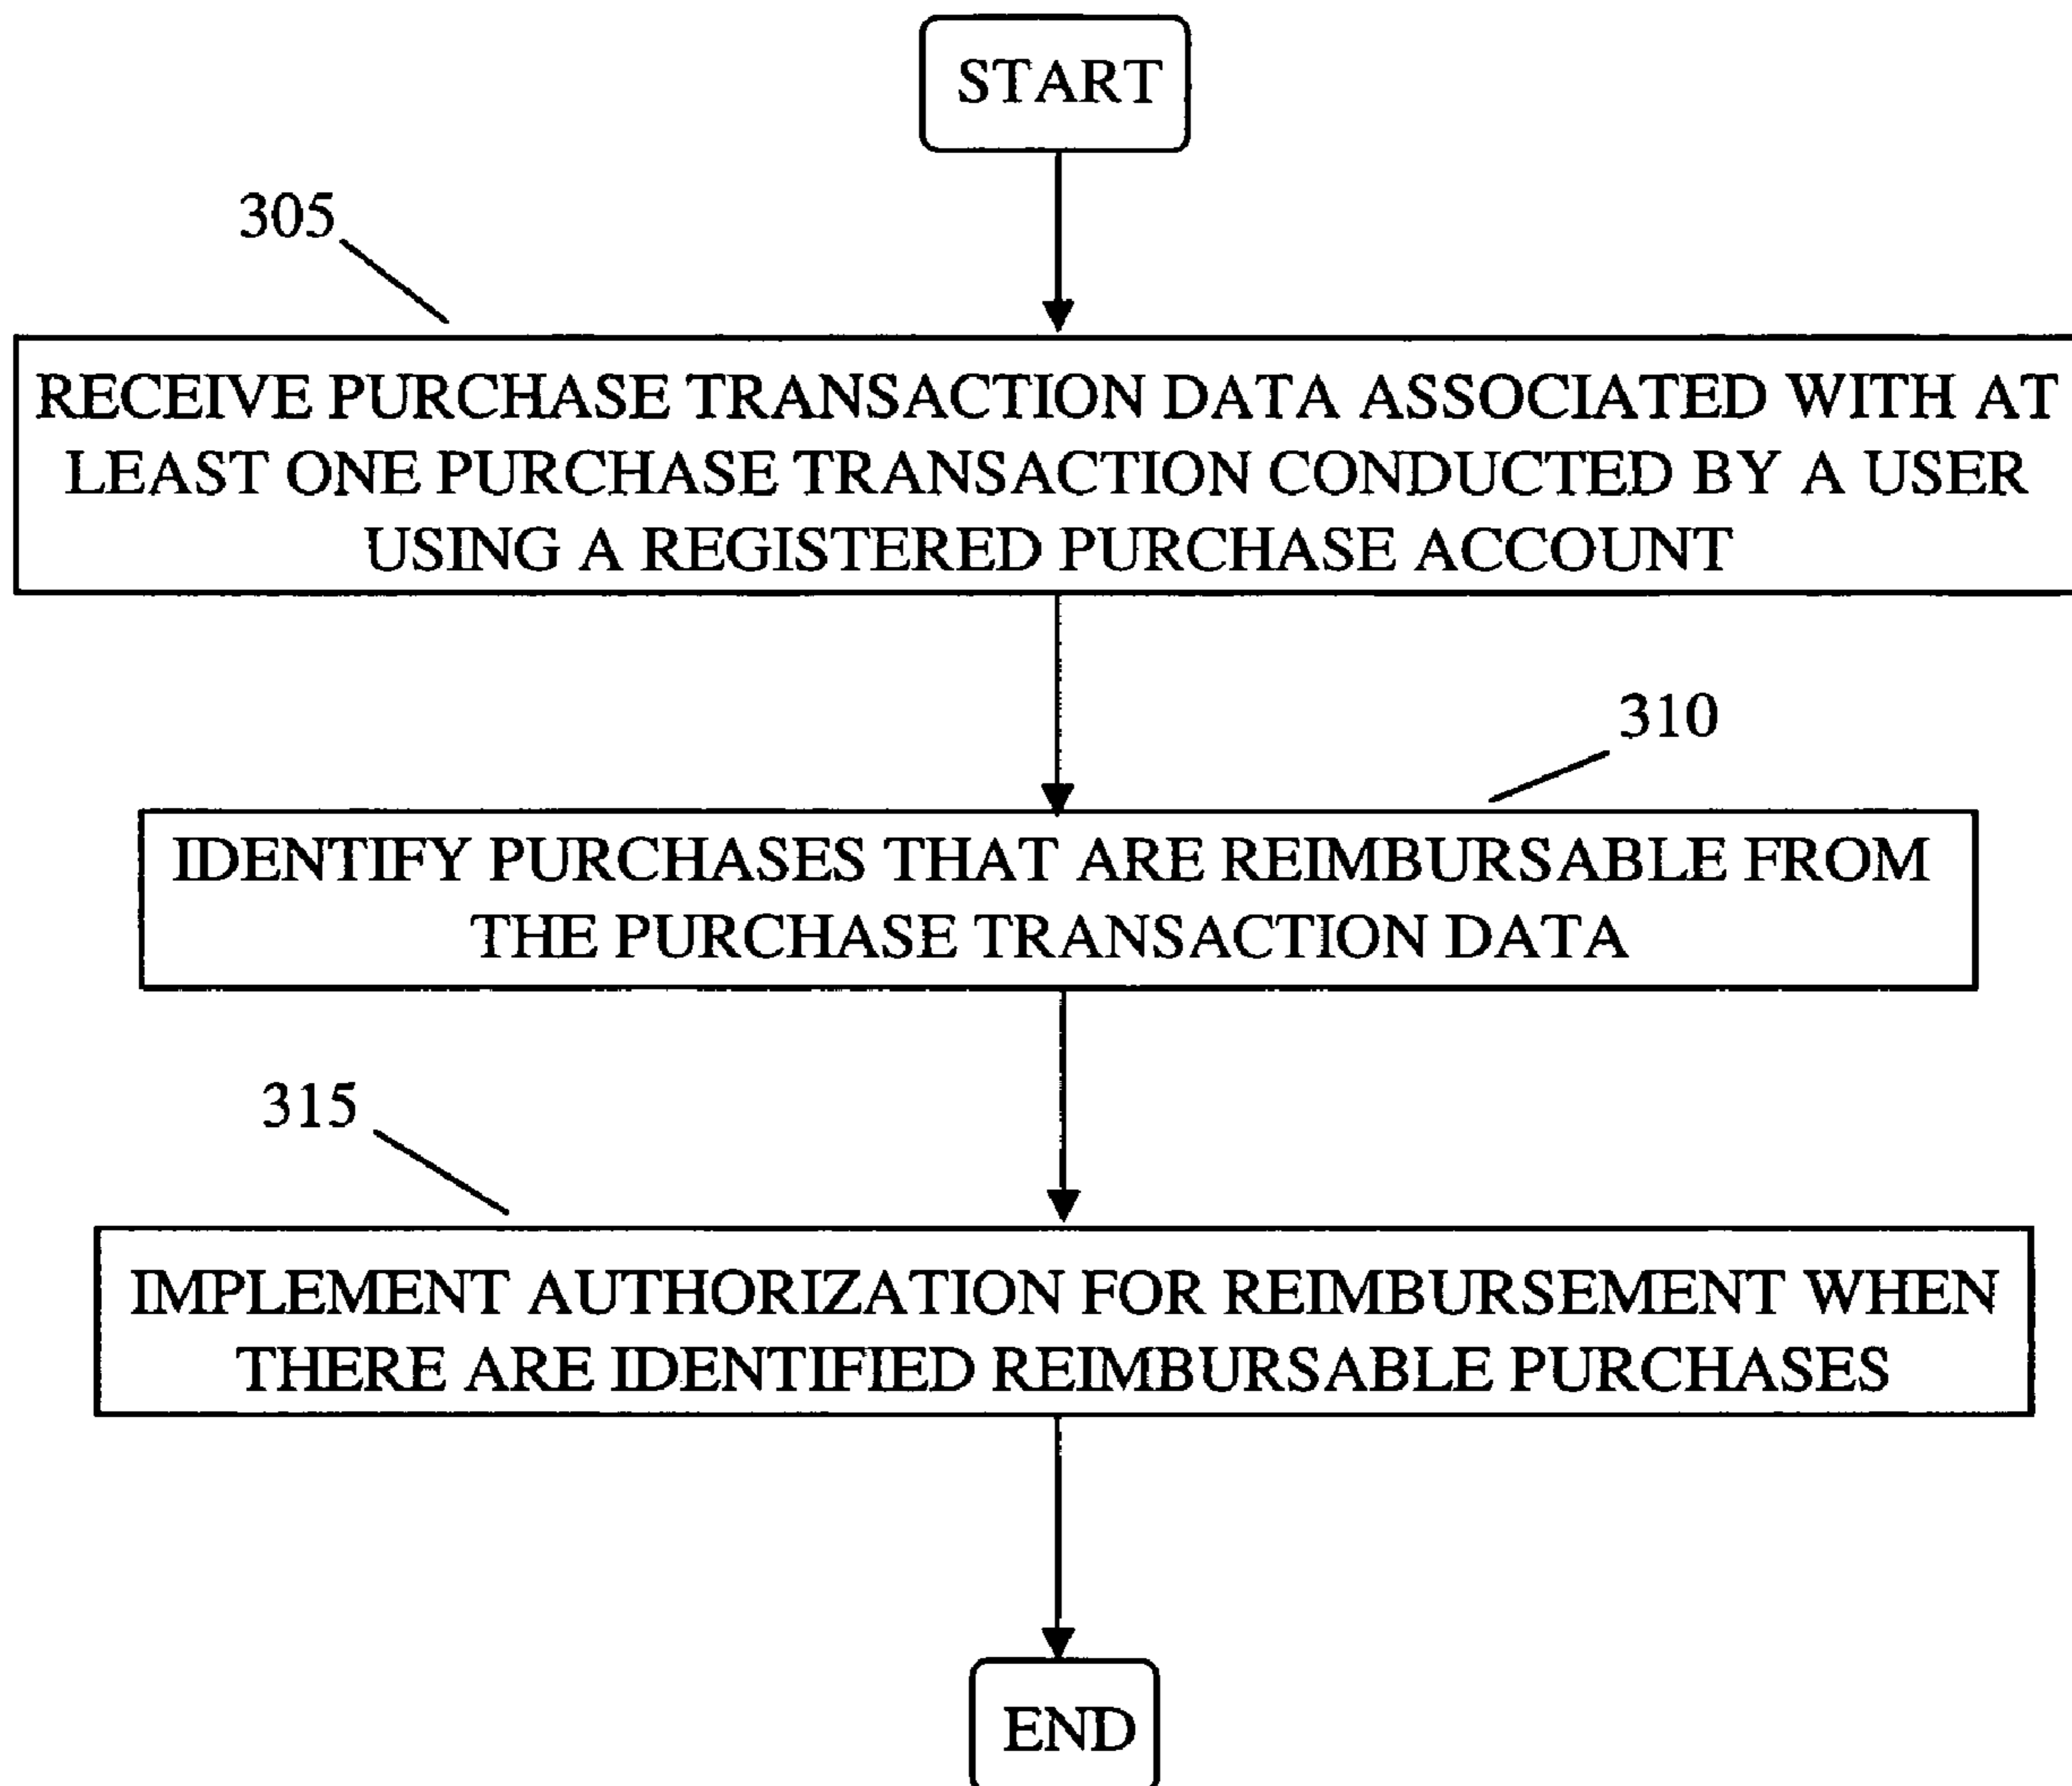 START
305
RECEIVE PURCHASE TRANSACTION DATA ASSOCIATED WITH AT
LEAST ONE PURCHASE TRANSACTION CONDUCTED BY A USER
USING A REGISTERED PURCHASE ACCOUNT
310
IDENTIFY PURCHASES THAT ARE REIMBURSABLE FROM
THE PURCHASE TRANSACTION DATA
315
IMPLEMENT AUTHORIZATION FOR REIMBURSEMENT WHEN
THERE ARE IDENTIFIED REIMBURSABLE PURCHASES
END